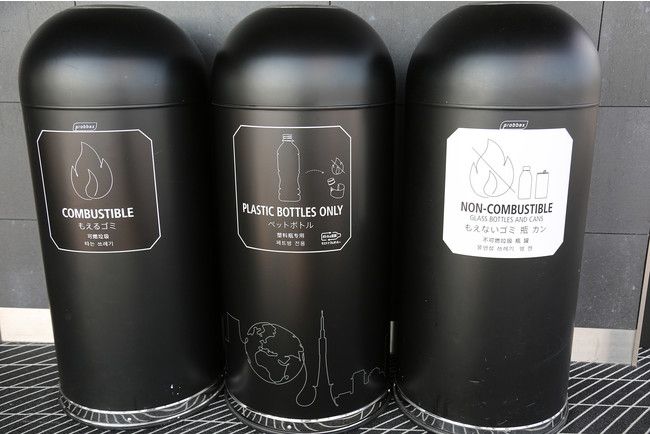 probbax
COMBUSTIBLE
もえるゴミ
可燃垃圾
타는 쓰레기
probbax
PLASTIC BOTTLES ONLY
ペットボトル
塑料瓶专用
페트병 전용
probbax
NON-COMBUSTIBLE
GLASS BOTTLES AND CANS
もえないゴミ 瓶 カン
不可燃垃圾 瓶 罐
불연성 쓰레기 병 캔